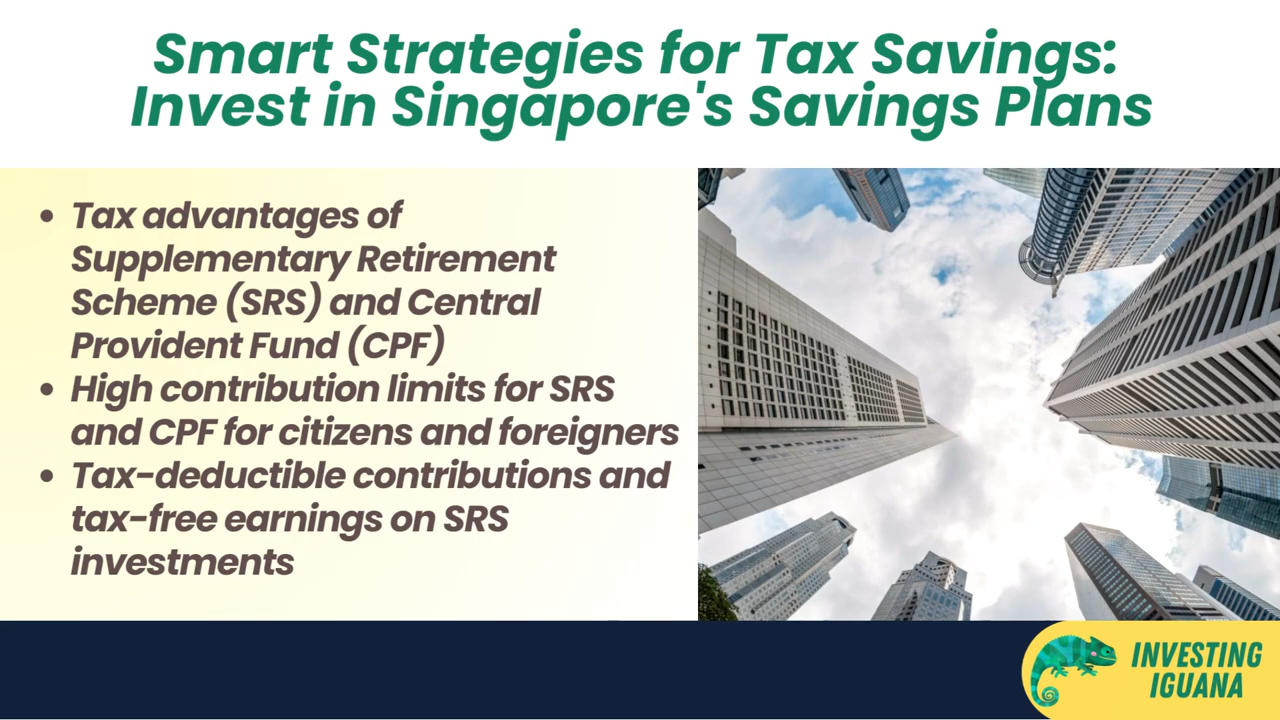 Smart Strategies for Tax Savings:
Invest in Singapore's Savings Plans
• Tax advantages of
Supplementary Retirement
Scheme (SRS) and Central
Provident Fund (CPF)
• High contribution limits for SRS
and CPF for citizens and foreigners
• Tax-deductible contributions and
tax-free earnings on SRS
investments
INVESTING
IGUANA